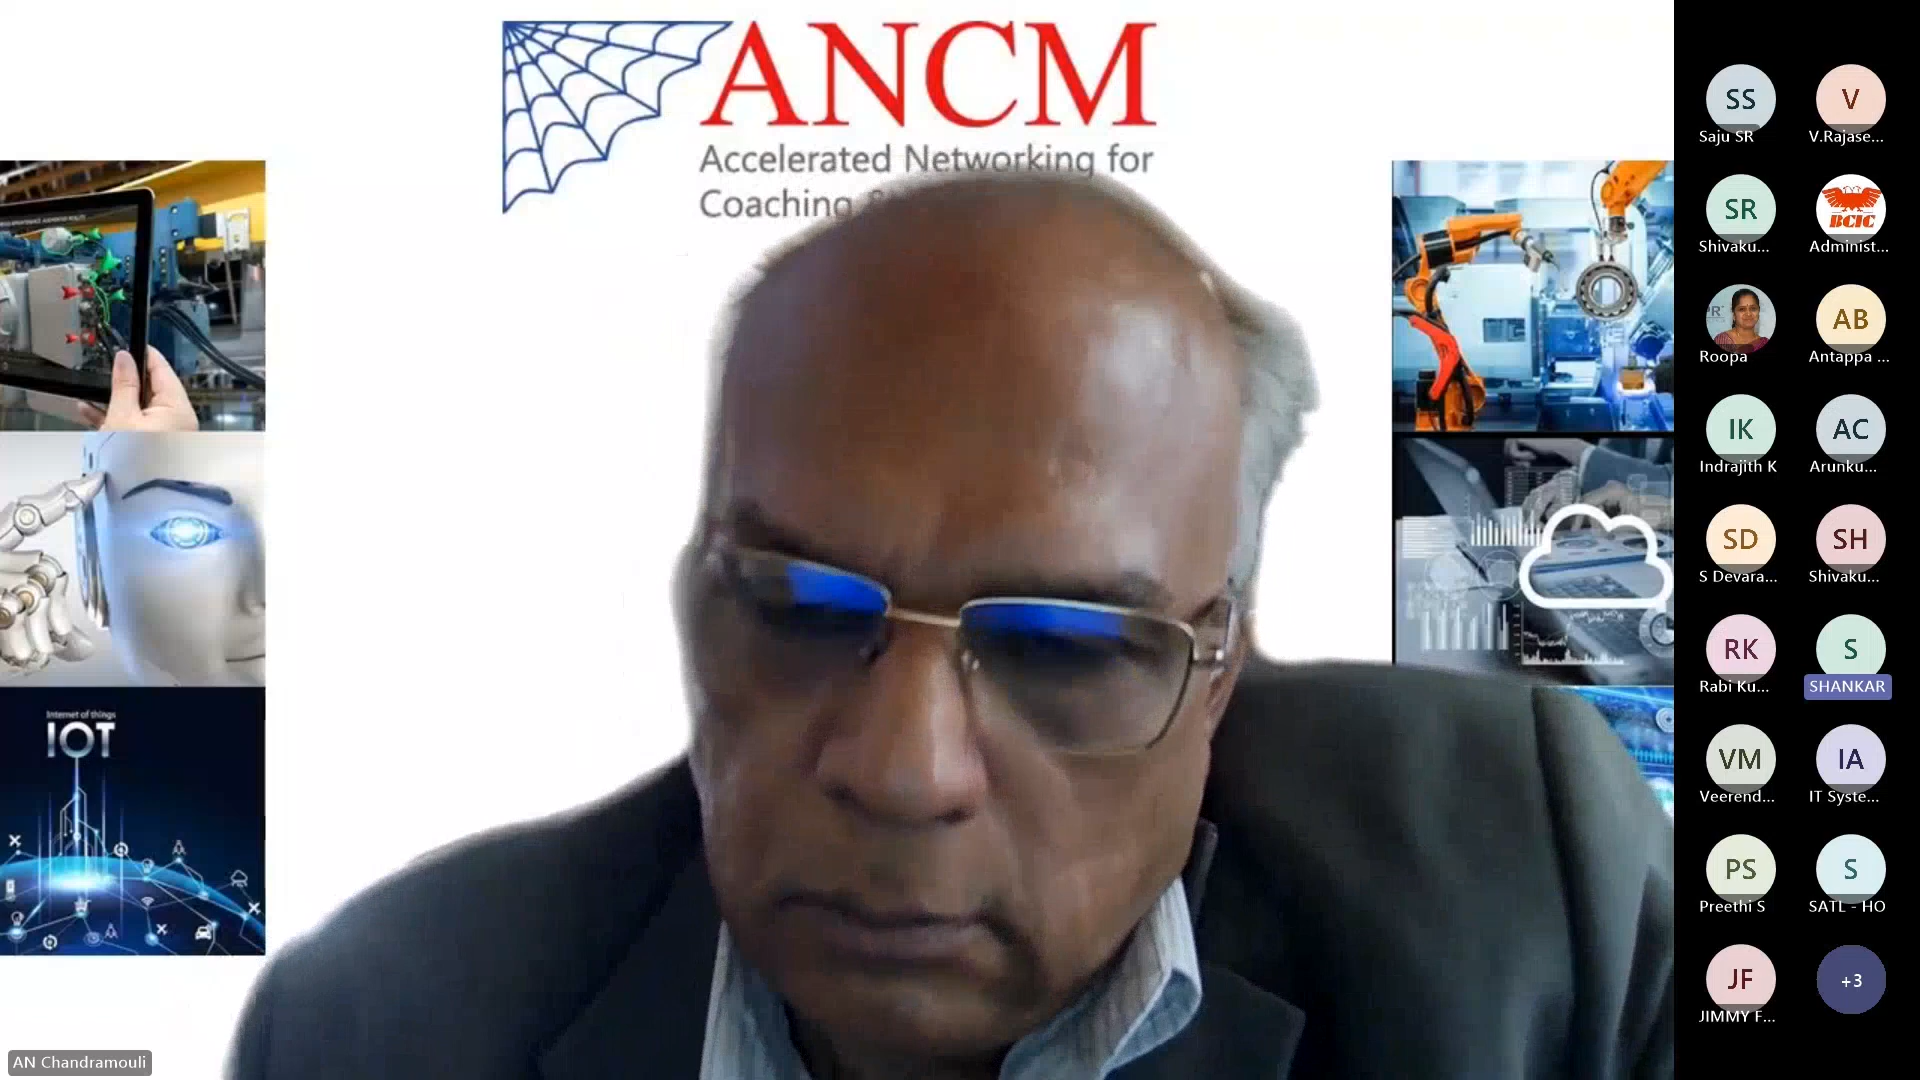 ANCM
Accelerated Networking for
Coaching
Internet of things
IOT
AN Chandramouli
SS
Saju SR
V
V.Rajase...
SR
Shivaku...
BCIC
Administ...
PR
Roopa
AB
Antappa ...
IK
Indrajith K
AC
Arunku...
SD
S Devara...
SH
Shivaku...
RK
Rabi Ku...
S
SHANKAR
VM
Veerend...
IA
IT Syste...
PS
Preethi S
S
SATL - HO
JF
JIMMY F...
+3